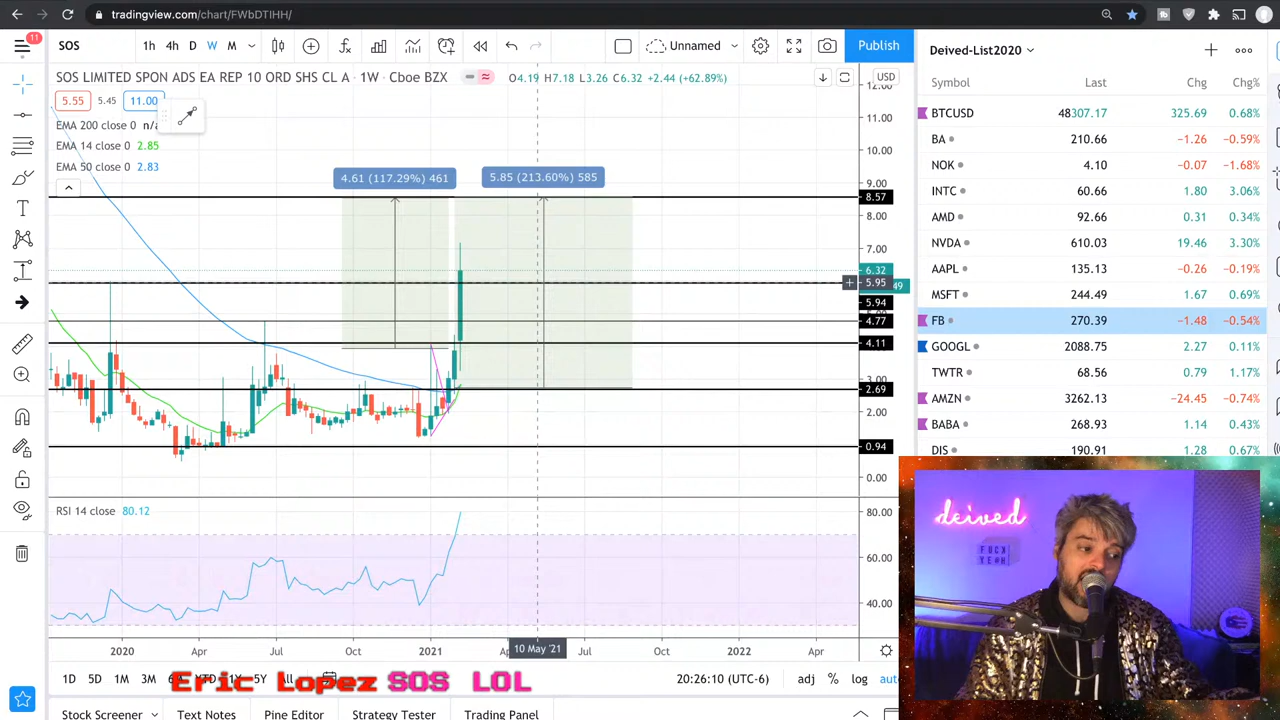 tradingview.com/chart/FWbDTIHH/
11
SOS
1h 4h D W M
Unnamed
Publish
SOS LIMITED SPON ADS EA REP 10 ORD SHS CL A · 1W · Cboe BZX
O4.19 H7.18 L3.26 C6.32 +2.44 (+62.89%)
USD
5.55 5.45 11.00
EMA 200 close 0 n/a
EMA 14 close 0 2.85
EMA 50 close 0 2.83
4.61 (117.29%) 461
5.85 (213.60%) 585
12.00
11.00
10.00
9.00
8.57
8.00
7.00
6.32
5.95
49
5.94
4.77
4.11
3.00
2.69
2.00
0.94
0.00
RSI 14 close 80.12
80.00
60.00
40.00
2020 Apr Jul Oct 2021 10 May '21 Jul Oct 2022 Apr
1D 5D 1M 3M 1Y 5Y All
20:26:10 (UTC-6)
adj % log auto
Eric Lopez SOS LOL
Stock Screener Text Notes Pine Editor Strategy Tester Trading Panel
Deived-List2020
Symbol Last Chg Chg%
BTCUSD 48307.17 325.69 0.68%
BA 210.66 −1.26 −0.59%
NOK 4.10 −0.07 −1.68%
INTC 60.66 1.80 3.06%
AMD 92.66 0.31 0.34%
NVDA 610.03 19.46 3.30%
AAPL 135.13 −0.26 −0.19%
MSFT 244.49 1.67 0.69%
FB 270.39 −1.48 −0.54%
GOOGL 2088.75 2.27 0.11%
TWTR 68.56 0.79 1.17%
AMZN 3262.13 −24.45 −0.74%
BABA 268.93 1.14 0.43%
DIS 190.91 1.28 0.67%
deived
FUCK
YEAH